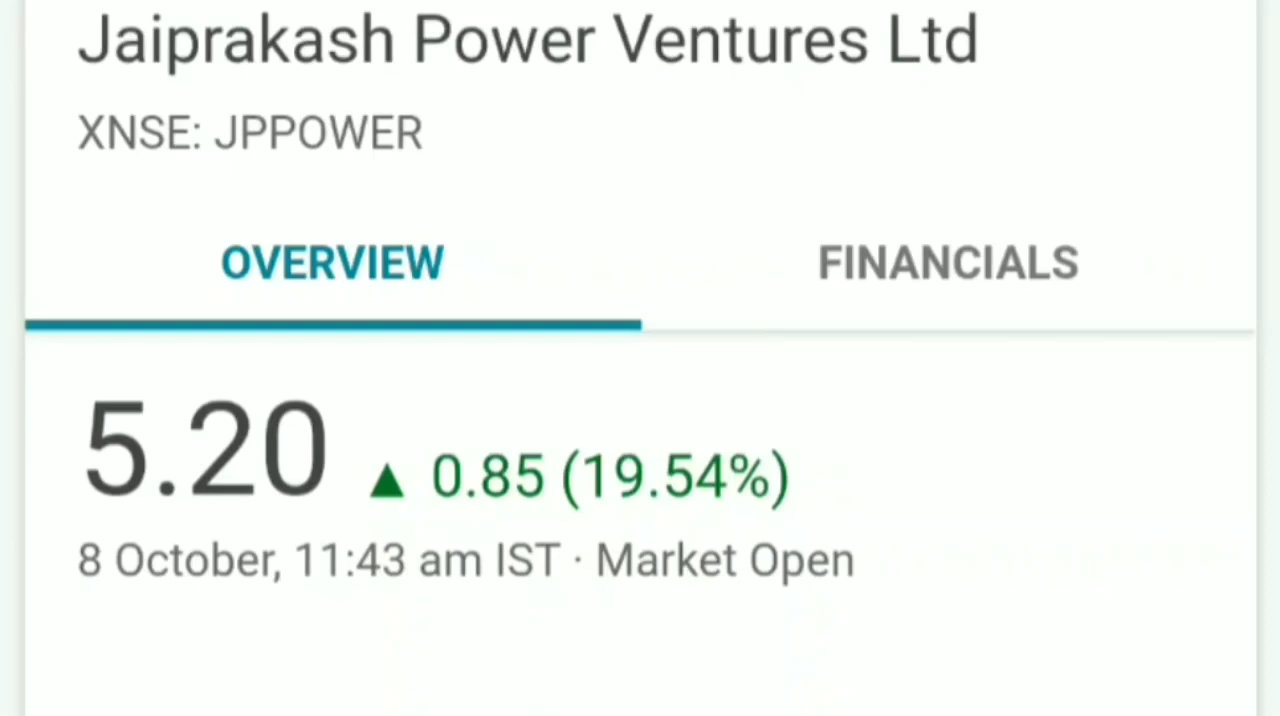 Jaiprakash Power Ventures Ltd
XNSE: JPPOWER
OVERVIEW FINANCIALS
5.20 ▲ 0.85 (19.54%)
8 October, 11:43 am IST · Market Open